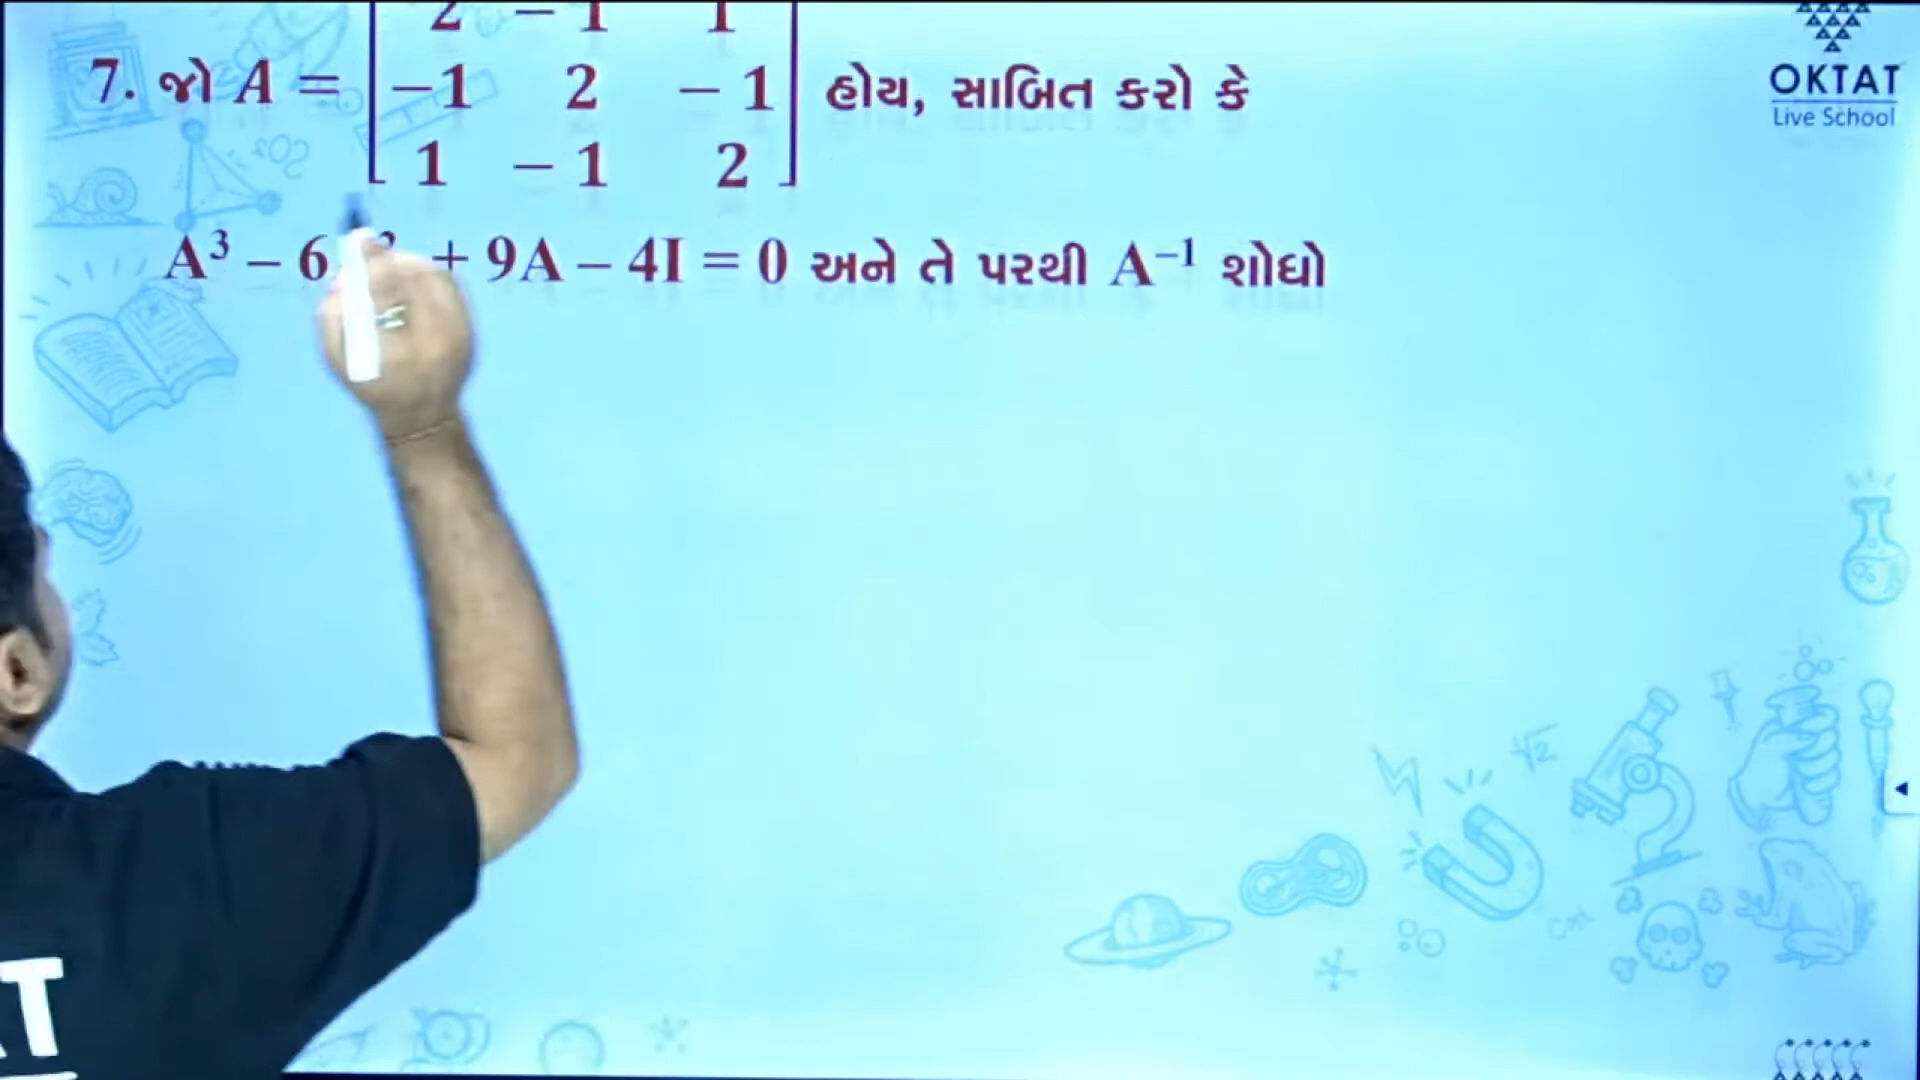 2 – 1 1
7. જો A = –1 2 – 1 હોય, સાબિત કરો કે
1 – 1 2
A³ – 6 + 9A – 4I = 0 અને તે પરથી A⁻¹ શોધો
OKTAT
Live School
AT